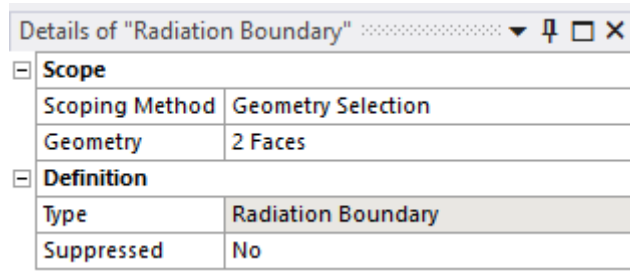 Details of "Radiation Boundary"
Scope
Scoping Method Geometry Selection
Geometry 2 Faces
Definition
Type Radiation Boundary
Suppressed No